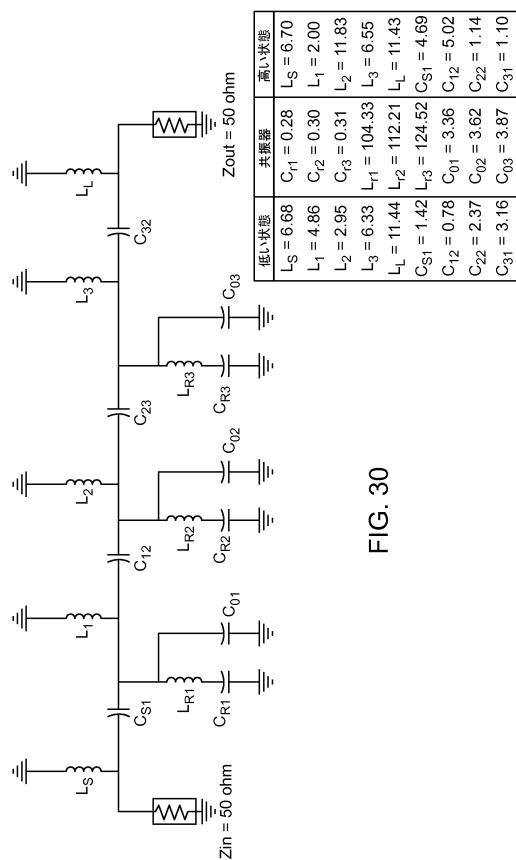 L_S
L_1
L_2
L_3
L_L
C_S1
C_12
C_23
C_32
L_R1
C_R1
C_01
L_R2
C_R2
C_02
L_R3
C_R3
C_03
Zin = 50 ohm
Zout = 50 ohm
低い状態 共振器 高い状態
L_S = 6.68 C_r1 = 0.28 L_S = 6.70
L_1 = 4.86 C_r2 = 0.30 L_1 = 2.00
L_2 = 2.95 C_r3 = 0.31 L_2 = 11.83
L_3 = 6.33 L_r1 = 104.33 L_3 = 6.55
L_L = 11.44 L_r2 = 112.21 L_L = 11.43
C_S1 = 1.42 L_r3 = 124.52 C_S1 = 4.69
C_12 = 0.78 C_01 = 3.36 C_12 = 5.02
C_22 = 2.37 C_02 = 3.62 C_22 = 1.14
C_31 = 3.16 C_03 = 3.87 C_31 = 1.10
FIG. 30